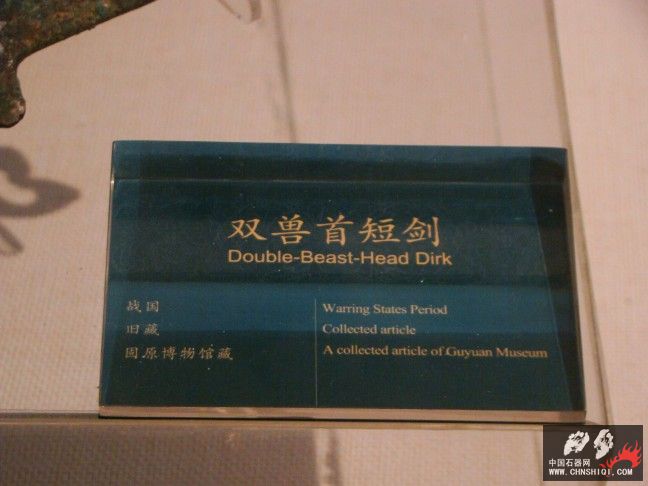 双兽首短剑
Double-Beast-Head Dirk
战国
旧藏
固原博物馆藏
Warring States Period
Collected article
A collected article of Guyuan Museum
中国石器网
WWW.CHNSHIQI.COM